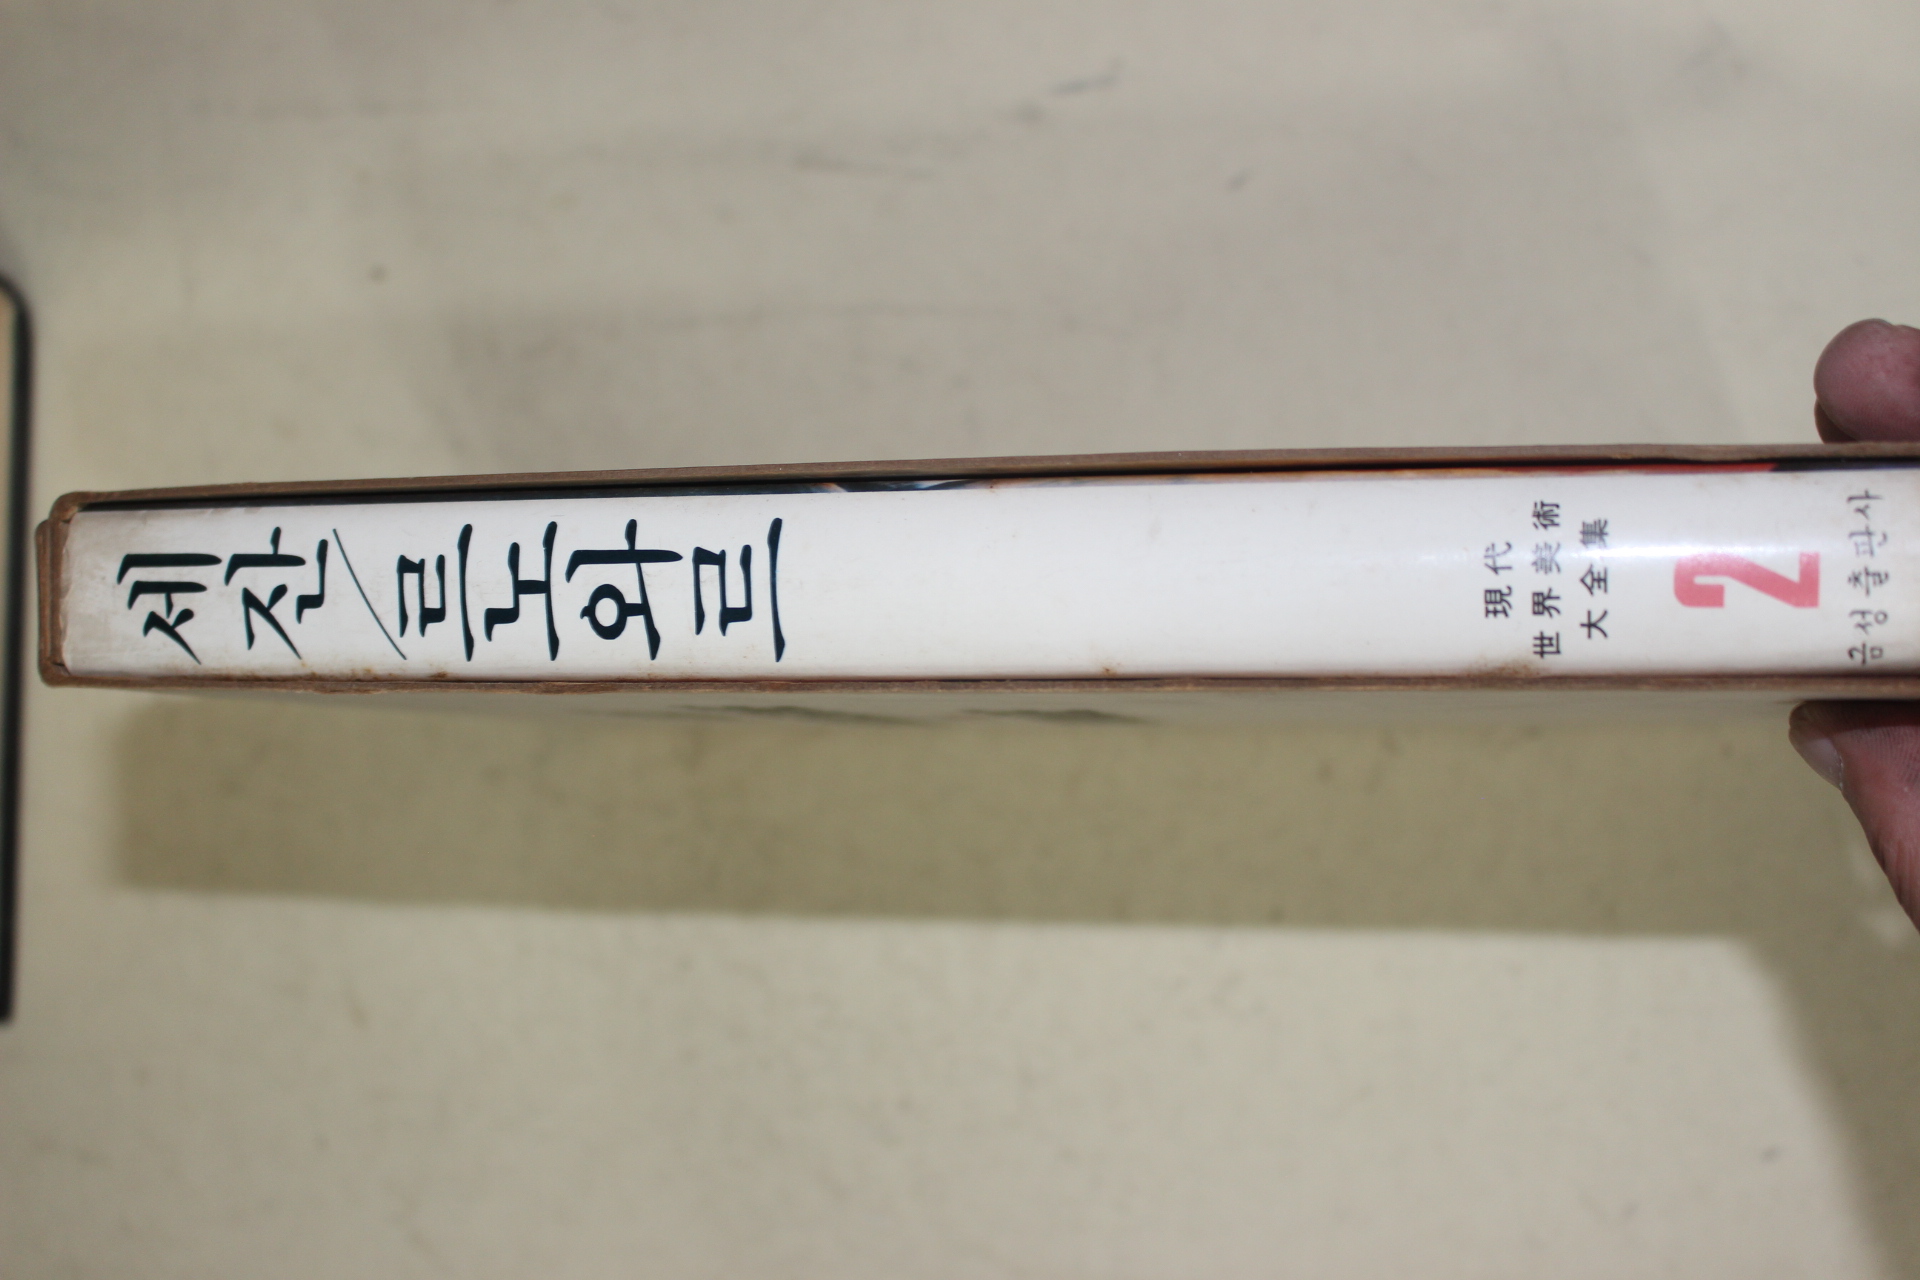 세잔/르노와르
現代
世界美術
大全集
2
금성출판사